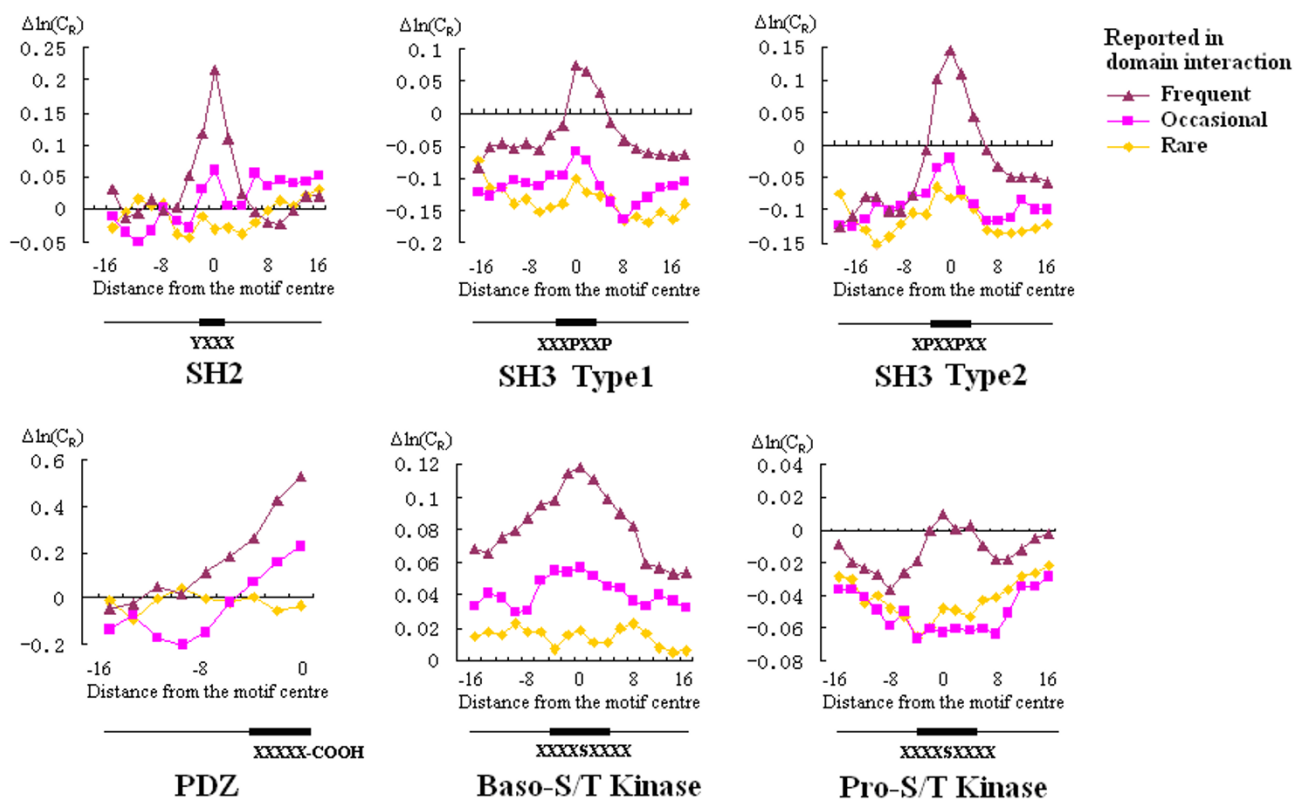 Δln(CR)
0.25
0.2
0.15
0.1
0.05
0
-0.05
-16 -8 0 8 16
Distance from the motif centre
YXXX
SH2
Δln(CR)
0.1
0.05
0
-0.05
-0.1
-0.15
-0.2
-16 -8 0 8 16
Distance from the motif centre
XXXPXXP
SH3 Type1
Δln(CR)
0.15
0.1
0.05
0
-0.05
-0.1
-0.15
-16 -8 0 8 16
Distance from the motif centre
XPXXPXX
SH3 Type2
Reported in
domain interaction
Frequent
Occasional
Rare
Δln(CR)
0.6
0.4
0.2
0
-0.2
-16 -8 0
Distance from the motif centre
XXXXX-COOH
PDZ
Δln(CR)
0.12
0.1
0.08
0.06
0.04
0.02
0
-16 -8 0 8 16
Distance from the motif centre
XXXXSXXXX
Baso-S/T Kinase
Δln(CR)
0.04
0.02
0
-0.02
-0.04
-0.06
-0.08
-16 -8 0 8 16
Distance from the motif centre
XXXXSXXXX
Pro-S/T Kinase